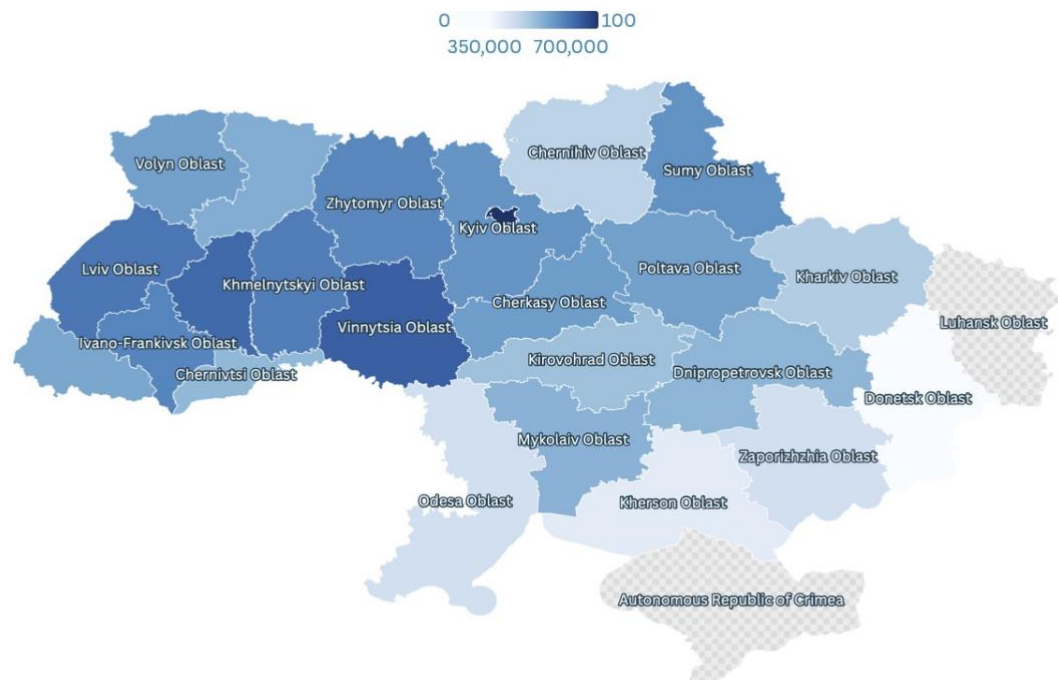 0 100
350,000 700,000
Chernihiv Oblast
Volyn Oblast
Sumy Oblast
Zhytomyr Oblast
Kyiv Oblast
Lviv Oblast
Poltava Oblast
Kharkiv Oblast
Khmelnytskyi Oblast
Cherkasy Oblast
Luhansk Oblast
Vinnytsia Oblast
Ivano-Frankivsk Oblast
Kirovohrad Oblast
Chernivtsi Oblast
Dnipropetrovsk Oblast
Donetsk Oblast
Mykolaiv Oblast
Zaporizhzhia Oblast
Odesa Oblast
Kherson Oblast
Autonomous Republic of Crimea